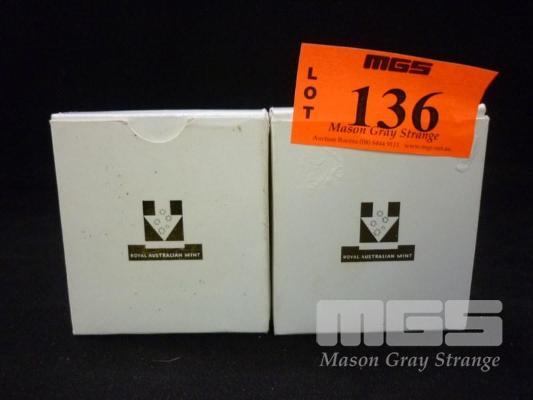 MGS
LOT
136
Mason Gray Strange
ROYAL AUSTRALIAN MINT
ROYAL AUSTRALIAN MINT
MGS
Mason Gray Strange